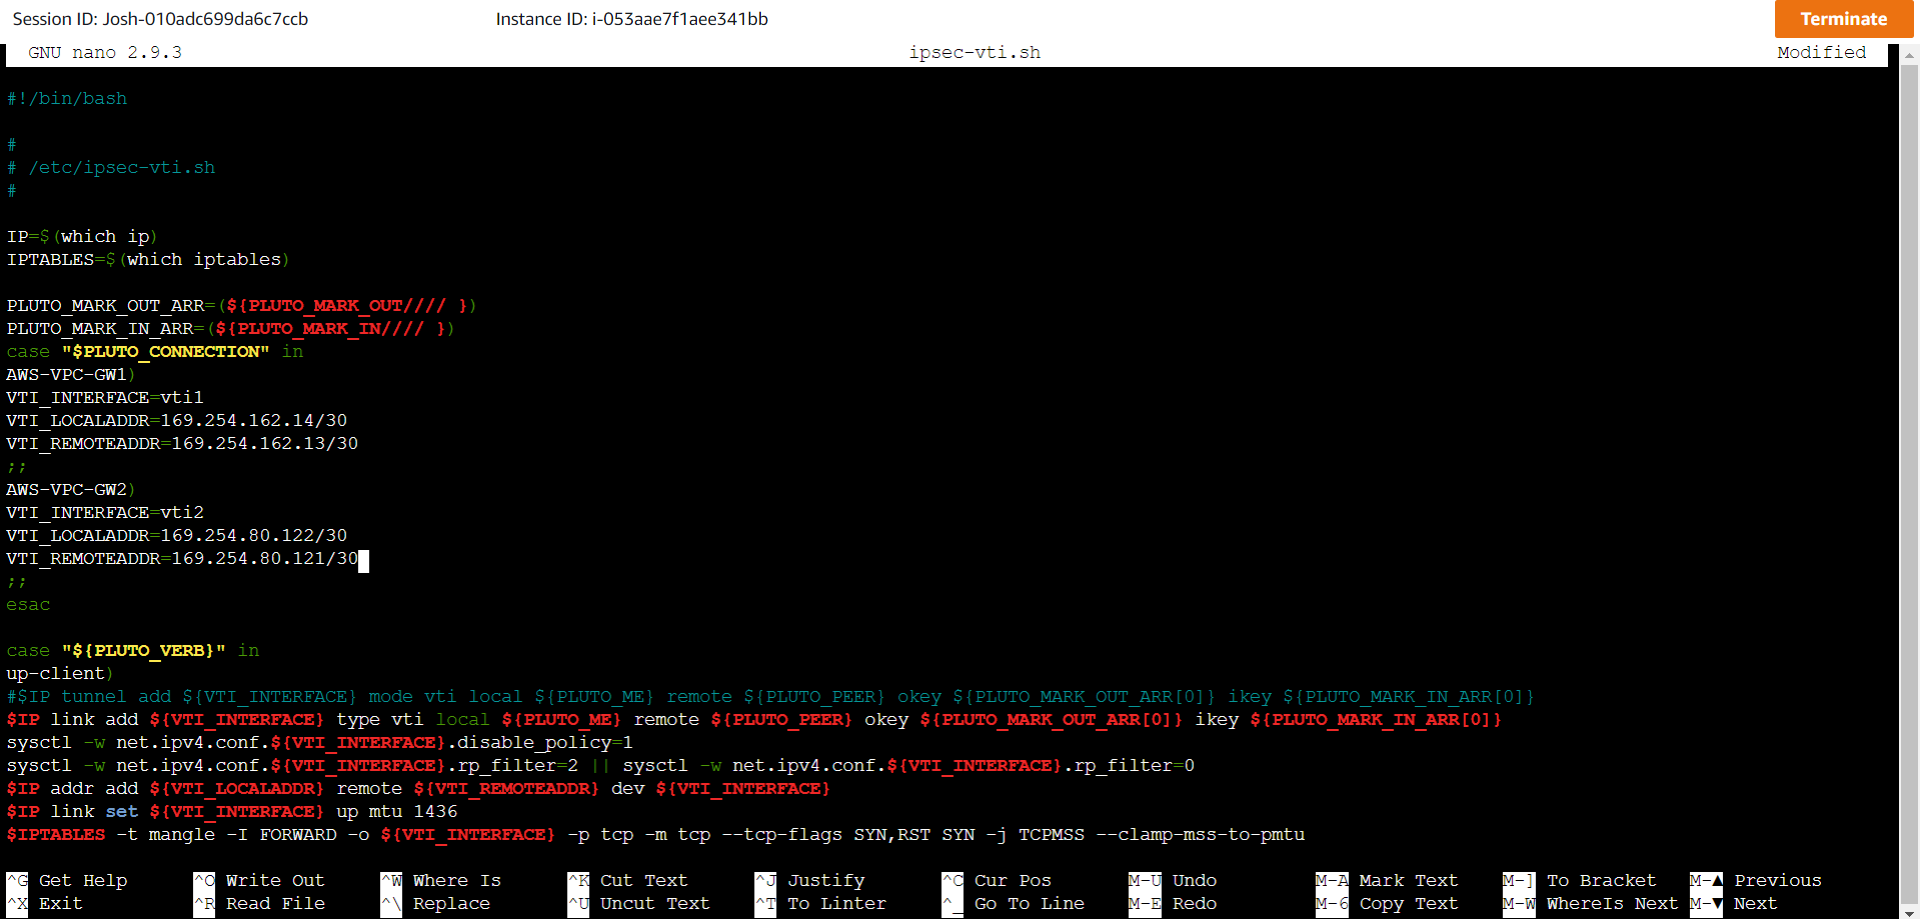 Session ID: Josh-010adc699da6c7ccb Instance ID: i-053aae7f1aee341bb Terminate
GNU nano 2.9.3 ipsec-vti.sh Modified
#!/bin/bash
#
# /etc/ipsec-vti.sh
#
IP=$(which ip)
IPTABLES=$(which iptables)
PLUTO_MARK_OUT_ARR=(${PLUTO_MARK_OUT//// })
PLUTO_MARK_IN_ARR=(${PLUTO_MARK_IN//// })
case "$PLUTO_CONNECTION" in
AWS-VPC-GW1)
VTI_INTERFACE=vti1
VTI_LOCALADDR=169.254.162.14/30
VTI_REMOTEADDR=169.254.162.13/30
;;
AWS-VPC-GW2)
VTI_INTERFACE=vti2
VTI_LOCALADDR=169.254.80.122/30
VTI_REMOTEADDR=169.254.80.121/30
;;
esac
case "${PLUTO_VERB}" in
up-client)
#$IP tunnel add ${VTI_INTERFACE} mode vti local ${PLUTO_ME} remote ${PLUTO_PEER} okey ${PLUTO_MARK_OUT_ARR[0]} ikey ${PLUTO_MARK_IN_ARR[0]}
$IP link add ${VTI_INTERFACE} type vti local ${PLUTO_ME} remote ${PLUTO_PEER} okey ${PLUTO_MARK_OUT_ARR[0]} ikey ${PLUTO_MARK_IN_ARR[0]}
sysctl -w net.ipv4.conf.${VTI_INTERFACE}.disable_policy=1
sysctl -w net.ipv4.conf.${VTI_INTERFACE}.rp_filter=2 || sysctl -w net.ipv4.conf.${VTI_INTERFACE}.rp_filter=0
$IP addr add ${VTI_LOCALADDR} remote ${VTI_REMOTEADDR} dev ${VTI_INTERFACE}
$IP link set ${VTI_INTERFACE} up mtu 1436
$IPTABLES -t mangle -I FORWARD -o ${VTI_INTERFACE} -p tcp -m tcp --tcp-flags SYN,RST SYN -j TCPMSS --clamp-mss-to-pmtu
^G Get Help ^O Write Out ^W Where Is ^K Cut Text ^J Justify ^C Cur Pos M-U Undo M-A Mark Text M-] To Bracket M-▲ Previous
^X Exit ^R Read File ^\ Replace ^U Uncut Text ^T To Linter ^_ Go To Line M-E Redo M-6 Copy Text M-W WhereIs Next M-▼ Next